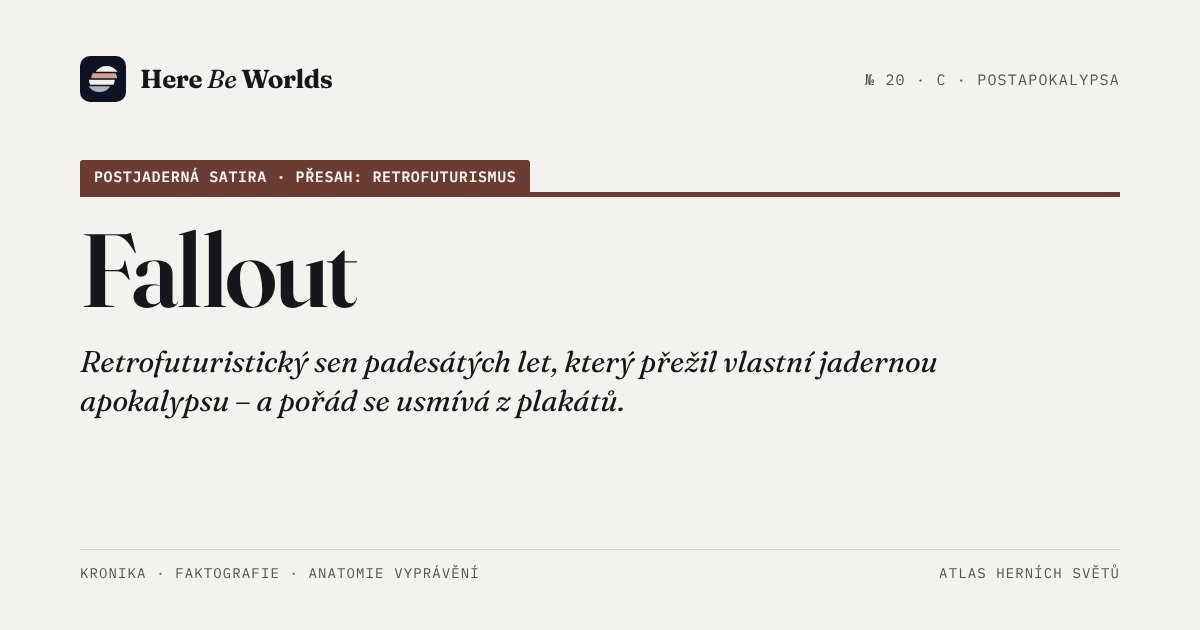 Here Be Worlds
№ 20 · C · POSTAPOKALYPSA
POSTJADERNÁ SATIRA · PŘESAH: RETROFUTURISMUS
Fallout
Retrofuturistický sen padesátých let, který přežil vlastní jadernou
apokalypsu – a pořád se usmívá z plakátů.
KRONIKA · FAKTOGRAFIE · ANATOMIE VYPRÁVĚNÍ
ATLAS HERNÍCH SVĚTŮ